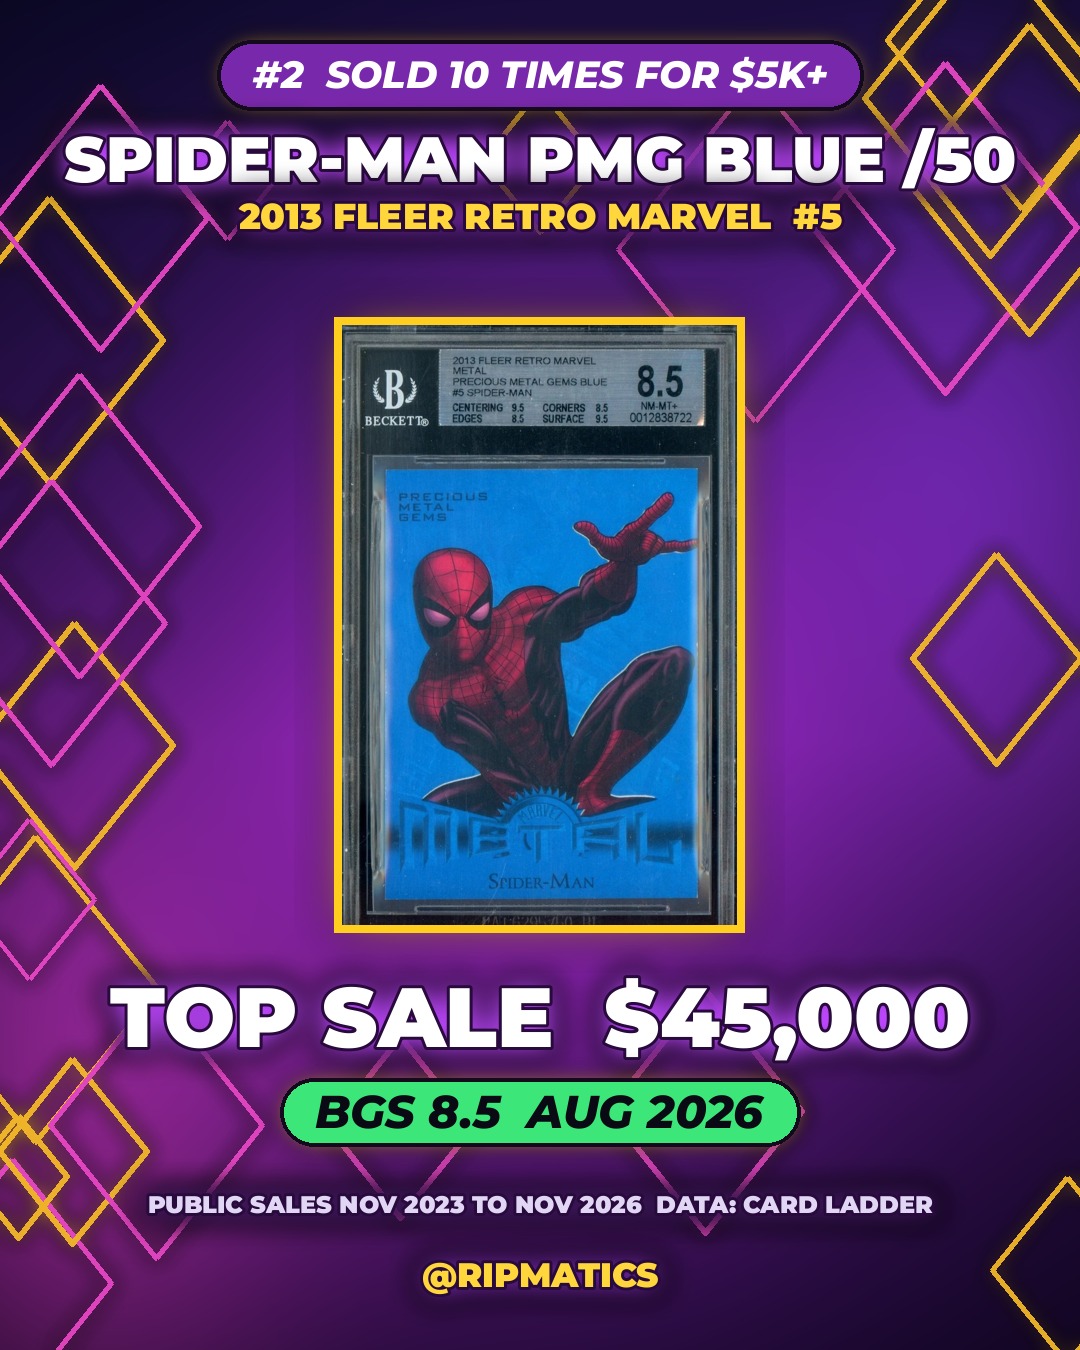 #2 SOLD 10 TIMES FOR $5K+
SPIDER-MAN PMG BLUE /50
2013 FLEER RETRO MARVEL #5
B
BECKETT®
2013 FLEER RETRO MARVEL
METAL
PRECIOUS METAL GEMS BLUE
#5 SPIDER-MAN
CENTERING 9.5 CORNERS 8.5
EDGES 8.5 SURFACE 9.5
8.5
NM-MT+
0012838722
PRECIOUS
METAL
GEMS
MARVEL
METAL
SPIDER-MAN
TOP SALE $45,000
BGS 8.5 AUG 2026
PUBLIC SALES NOV 2023 TO NOV 2026 DATA: CARD LADDER
@RIPMATICS